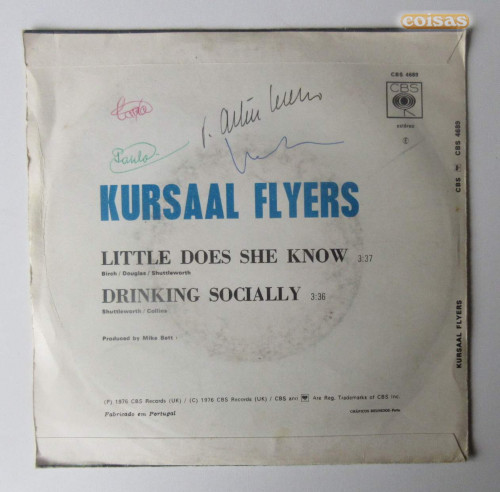 coisas
CBS 4689
CBS
Paula
KURSAAL FLYERS
LITTLE DOES SHE KNOW 3:37
Birch / Douglas / Shuttleworth
DRINKING SOCIALLY 3:36
Shuttleworth / Collins
Produced by Mike Batt
(P) 1976 CBS Records (UK) / (C) 1976 CBS Records (UK) / CBS and Are Reg. Trademarks of CBS Inc.
Fabricado em Portugal
KURSAAL FLYERS CBS CBS 4689